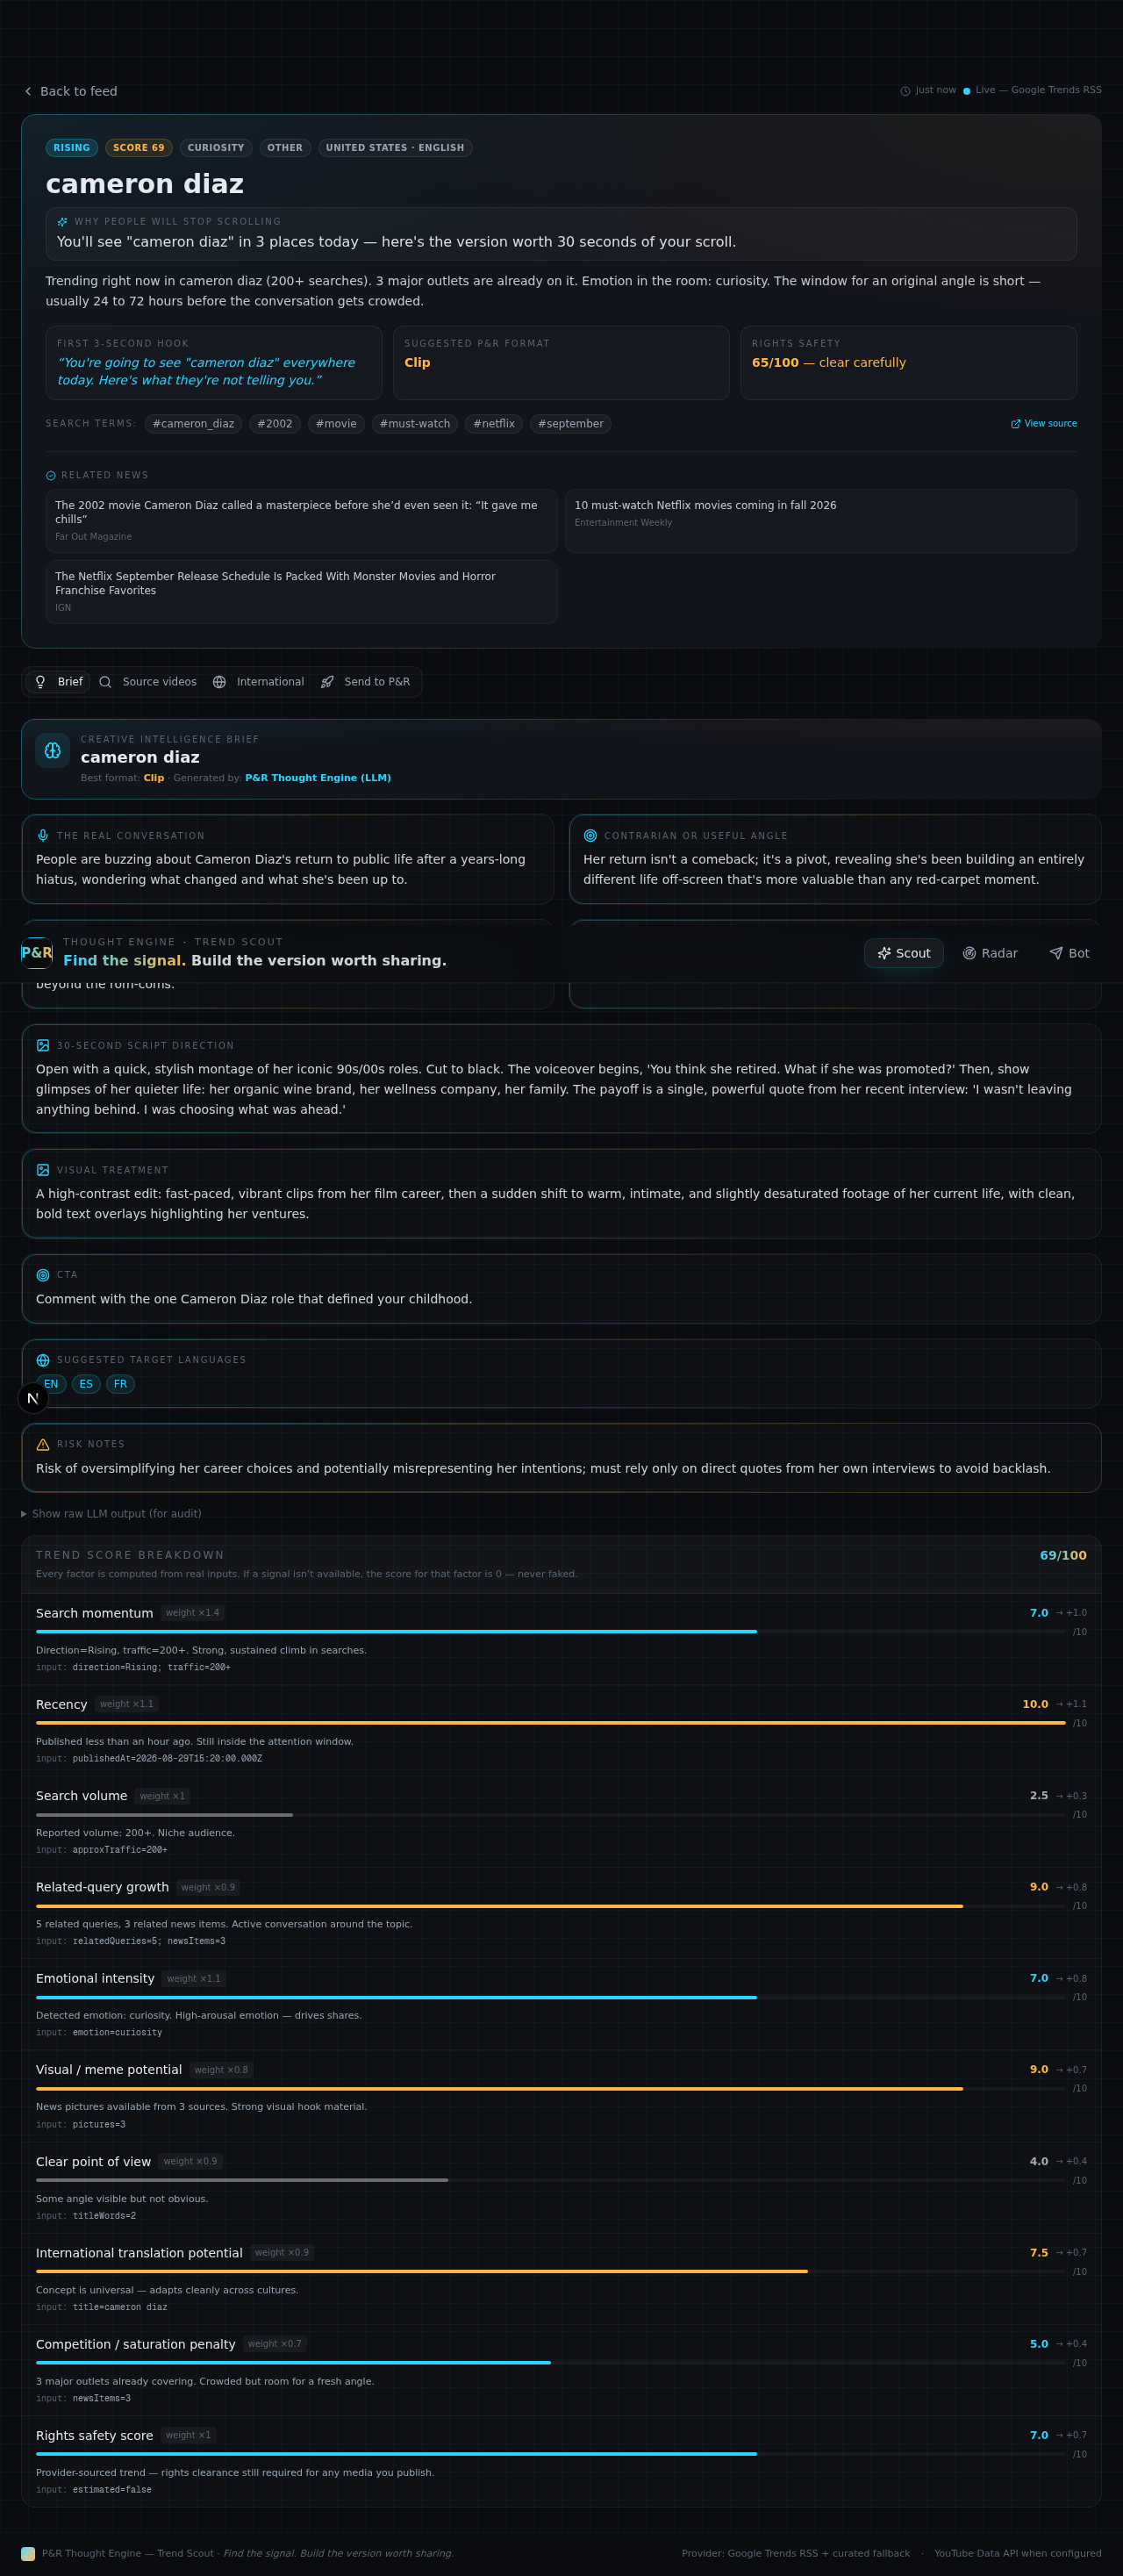 Back to feed
just now Live — Google Trends RSS
RISING SCORE 69 CURIOSITY OTHER UNITED STATES · ENGLISH
cameron diaz
WHY PEOPLE WILL STOP SCROLLING
You'll see "cameron diaz" in 3 places today — here's the version worth 30 seconds of your scroll.
Trending right now in cameron diaz (200+ searches). 3 major outlets are already on it. Emotion in the room: curiosity. The window for an original angle is short —
usually 24 to 72 hours before the conversation gets crowded.
FIRST 3-SECOND HOOK
“You're going to see "cameron diaz" everywhere
today. Here's what they're not telling you.”
SUGGESTED P&R FORMAT
Clip
RIGHTS SAFETY
65/100 — clear carefully
SEARCH TERMS: #cameron_diaz #2002 #movie #must-watch #netflix #september
View source
RELATED NEWS
The 2002 movie Cameron Diaz called a masterpiece before she’d even seen it: “It gave me
chills”
Far Out Magazine
10 must-watch Netflix movies coming in fall 2026
Entertainment Weekly
The Netflix September Release Schedule Is Packed With Monster Movies and Horror
Franchise Favorites
IGN
Brief Source videos International Send to P&R
CREATIVE INTELLIGENCE BRIEF
cameron diaz
Best format: Clip · Generated by: P&R Thought Engine (LLM)
THE REAL CONVERSATION
People are buzzing about Cameron Diaz's return to public life after a years-long
hiatus, wondering what changed and what she's been up to.
CONTRARIAN OR USEFUL ANGLE
Her return isn't a comeback; it's a pivot, revealing she's been building an entirely
different life off-screen that's more valuable than any red-carpet moment.
P&R
THOUGHT ENGINE · TREND SCOUT
Find the signal. Build the version worth sharing.
Scout Radar Bot
beyond the rom-coms.
30-SECOND SCRIPT DIRECTION
Open with a quick, stylish montage of her iconic 90s/00s roles. Cut to black. The voiceover begins, 'You think she retired. What if she was promoted?' Then, show
glimpses of her quieter life: her organic wine brand, her wellness company, her family. The payoff is a single, powerful quote from her recent interview: 'I wasn't leaving
anything behind. I was choosing what was ahead.'
VISUAL TREATMENT
A high-contrast edit: fast-paced, vibrant clips from her film career, then a sudden shift to warm, intimate, and slightly desaturated footage of her current life, with clean,
bold text overlays highlighting her ventures.
CTA
Comment with the one Cameron Diaz role that defined your childhood.
SUGGESTED TARGET LANGUAGES
EN ES FR
N
RISK NOTES
Risk of oversimplifying her career choices and potentially misrepresenting her intentions; must rely only on direct quotes from her own interviews to avoid backlash.
Show raw LLM output (for audit)
TREND SCORE BREAKDOWN
69/100
Every factor is computed from real inputs. If a signal isn’t available, the score for that factor is 0 — never faked.
Search momentum weight ×1.4
7.0 → +1.0
/10
Direction=Rising, traffic=200+. Strong, sustained climb in searches.
input: direction=Rising; traffic=200+
Recency weight ×1.1
10.0 → +1.1
/10
Published less than an hour ago. Still inside the attention window.
input: publishedAt=2026-08-29T15:20:00.000Z
Search volume weight ×1
2.5 → +0.3
/10
Reported volume: 200+. Niche audience.
input: approxTraffic=200+
Related-query growth weight ×0.9
9.0 → +0.8
/10
5 related queries, 3 related news items. Active conversation around the topic.
input: relatedQueries=5; newsItems=3
Emotional intensity weight ×1.1
7.0 → +0.8
/10
Detected emotion: curiosity. High-arousal emotion — drives shares.
input: emotion=curiosity
Visual / meme potential weight ×0.8
9.0 → +0.7
/10
News pictures available from 3 sources. Strong visual hook material.
input: pictures=3
Clear point of view weight ×0.9
4.0 → +0.4
/10
Some angle visible but not obvious.
input: titleWords=2
International translation potential weight ×0.9
7.5 → +0.7
/10
Concept is universal — adapts cleanly across cultures.
input: title=cameron diaz
Competition / saturation penalty weight ×0.7
5.0 → +0.4
/10
3 major outlets already covering. Crowded but room for a fresh angle.
input: newsItems=3
Rights safety score weight ×1
7.0 → +0.7
/10
Provider-sourced trend — rights clearance still required for any media you publish.
input: estimated=false
P&R Thought Engine — Trend Scout · Find the signal. Build the version worth sharing.
Provider: Google Trends RSS + curated fallback · YouTube Data API when configured